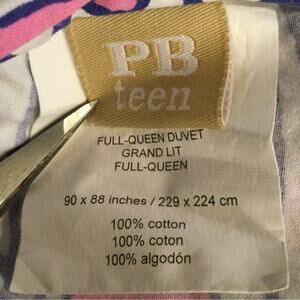 PB
teen
FULL-QUEEN DUVET
GRAND LIT
FULL-QUEEN
90 x 88 inches / 229 x 224 cm
100% cotton
100% coton
100% algodón